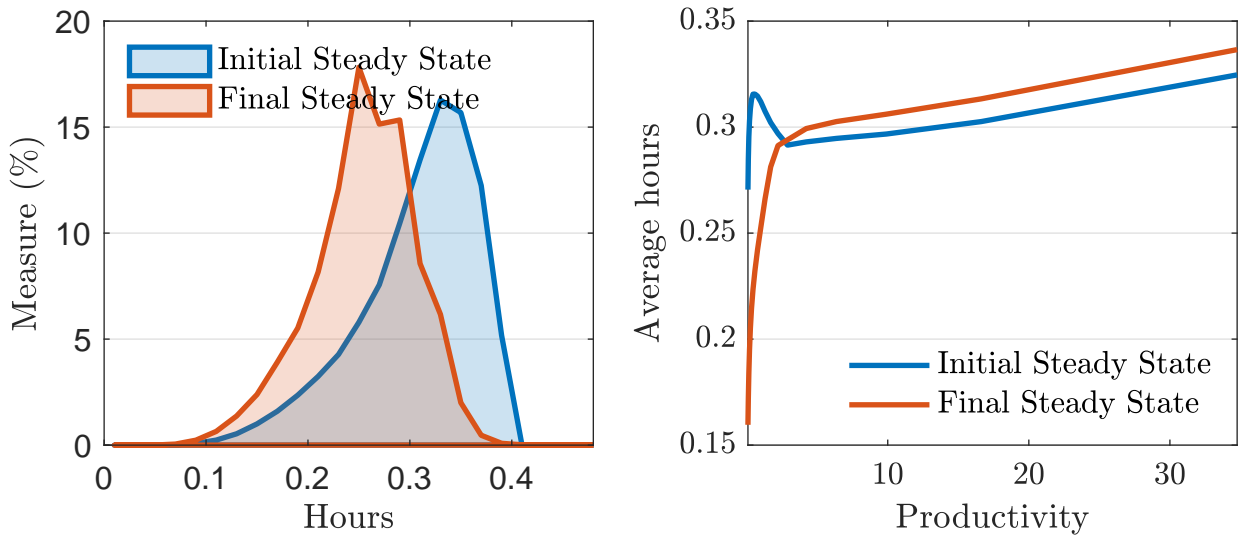 20
15
10
5
0
Measure (%)
Initial Steady State
Final Steady State
0
0.1
0.2
0.3
0.4
Hours
0.35
0.3
0.25
0.2
0.15
Average hours
Initial Steady State
Final Steady State
10
20
30
Productivity